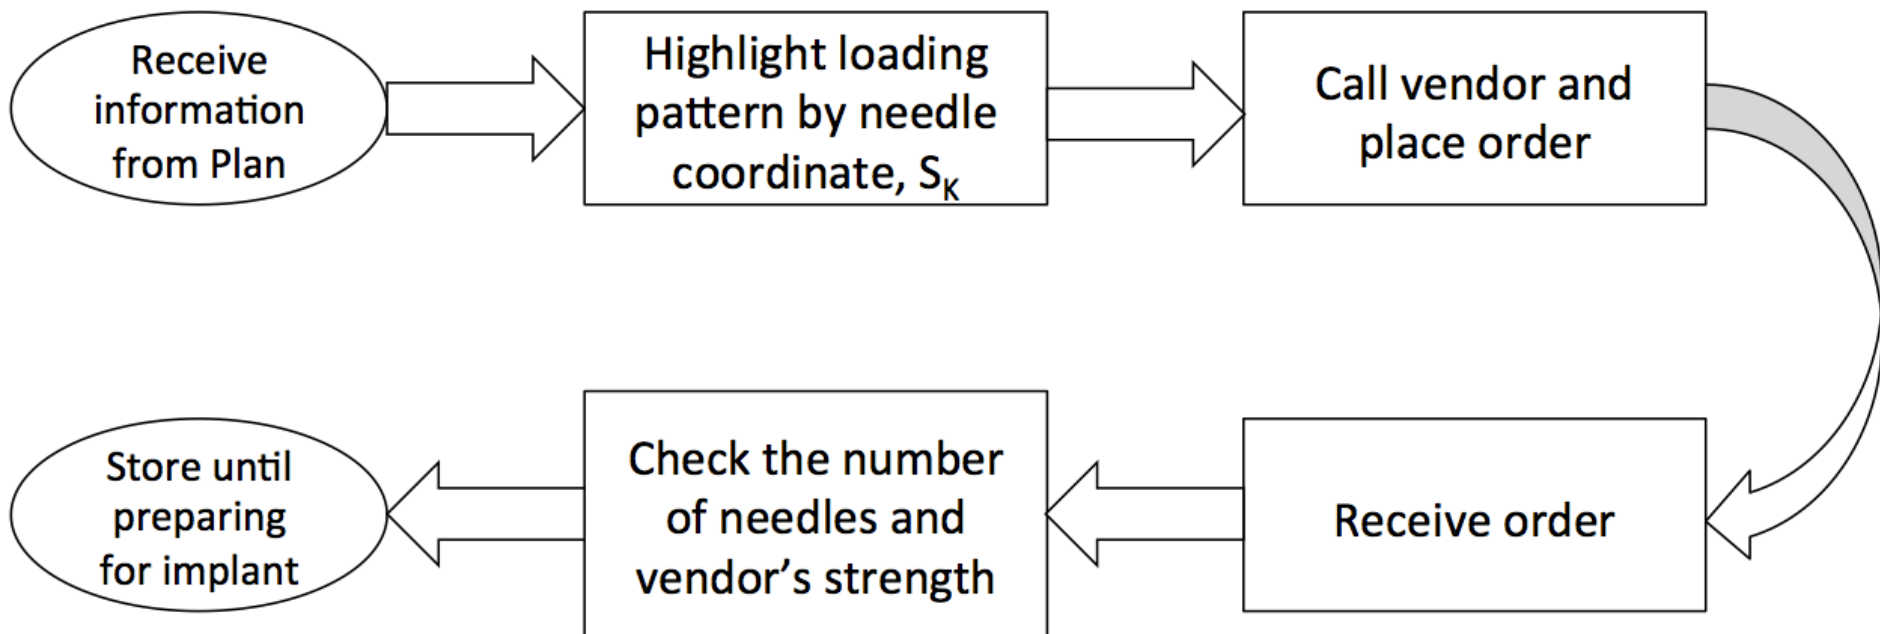 Receive
information
from Plan
Highlight loading
pattern by needle
coordinate, S_K
Call vendor and
place order
Receive order
Check the number
of needles and
vendor’s strength
Store until
preparing
for implant